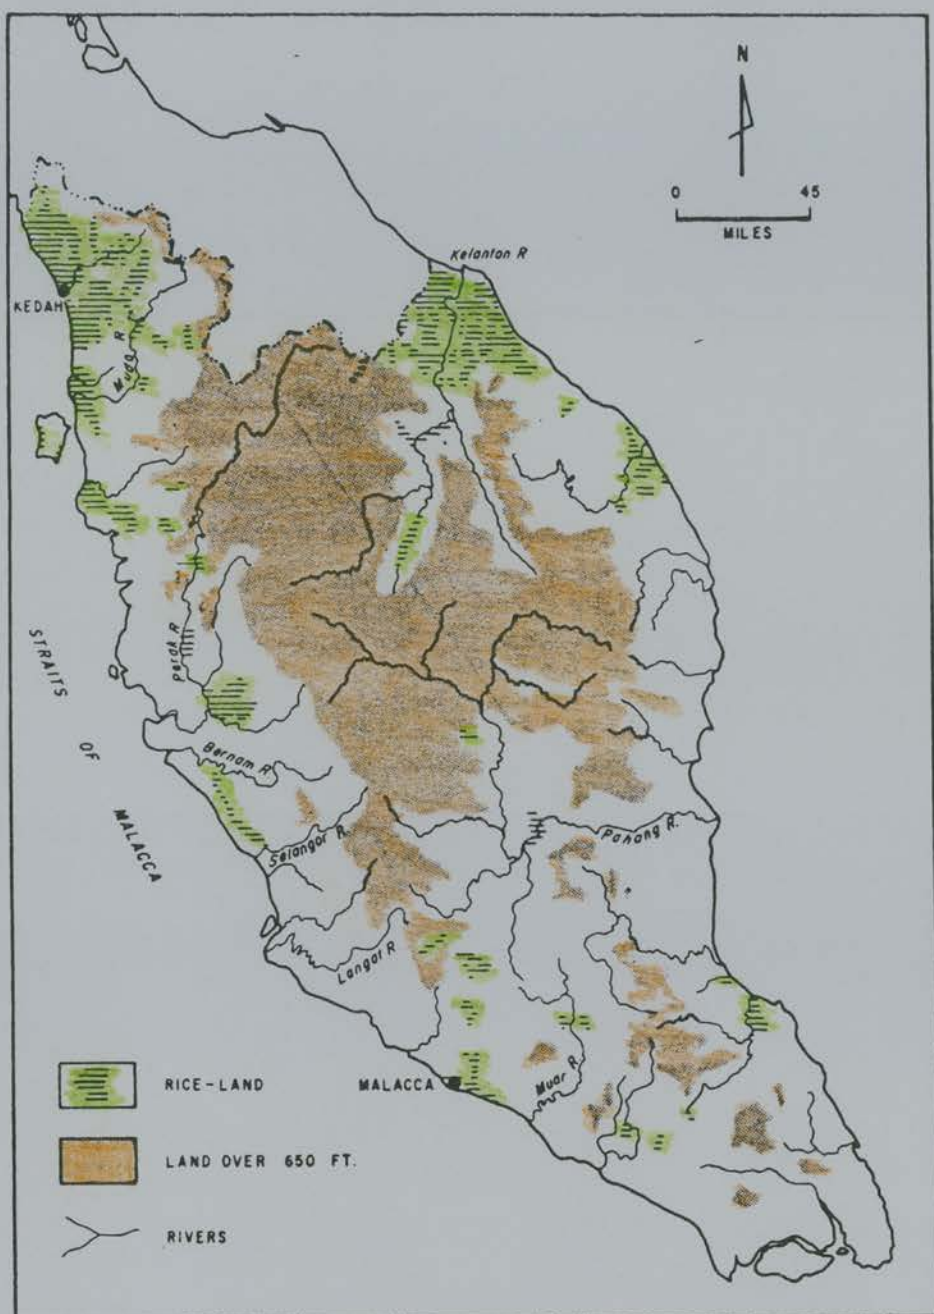 N
0 45
MILES
Kelantan R
KEDAH
Muda R
Perak R
STRAITS
OF
MALACCA
Bernam R
Selangor R.
Pahang R.
Langat R
MALACCA
Muar R.
RICE-LAND
LAND OVER 650 FT.
RIVERS